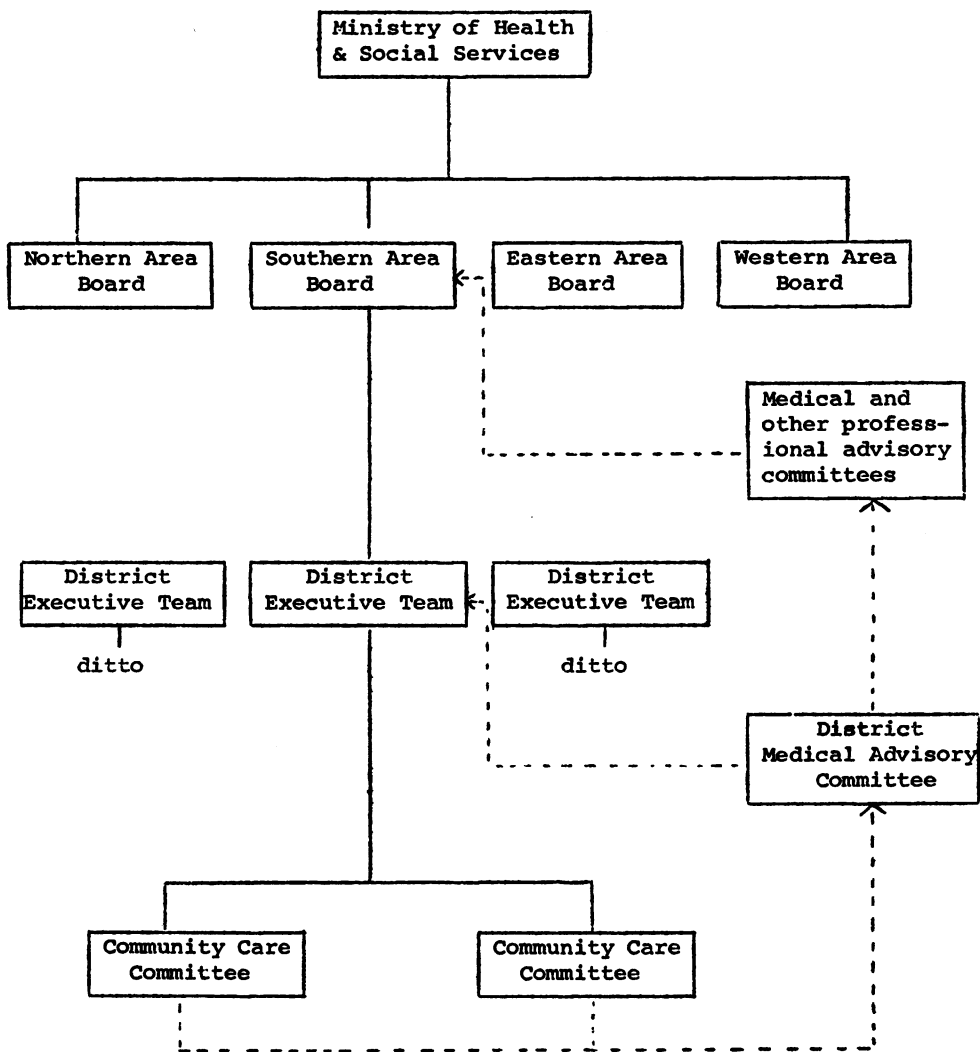 Ministry of Health
& Social Services
Northern Area
Board
Southern Area
Board
Eastern Area
Board
Western Area
Board
Medical and
other profess-
ional advisory
committees
District
Executive Team
District
Executive Team
District
Executive Team
ditto
ditto
District
Medical Advisory
Committee
Community Care
Committee
Community Care
Committee